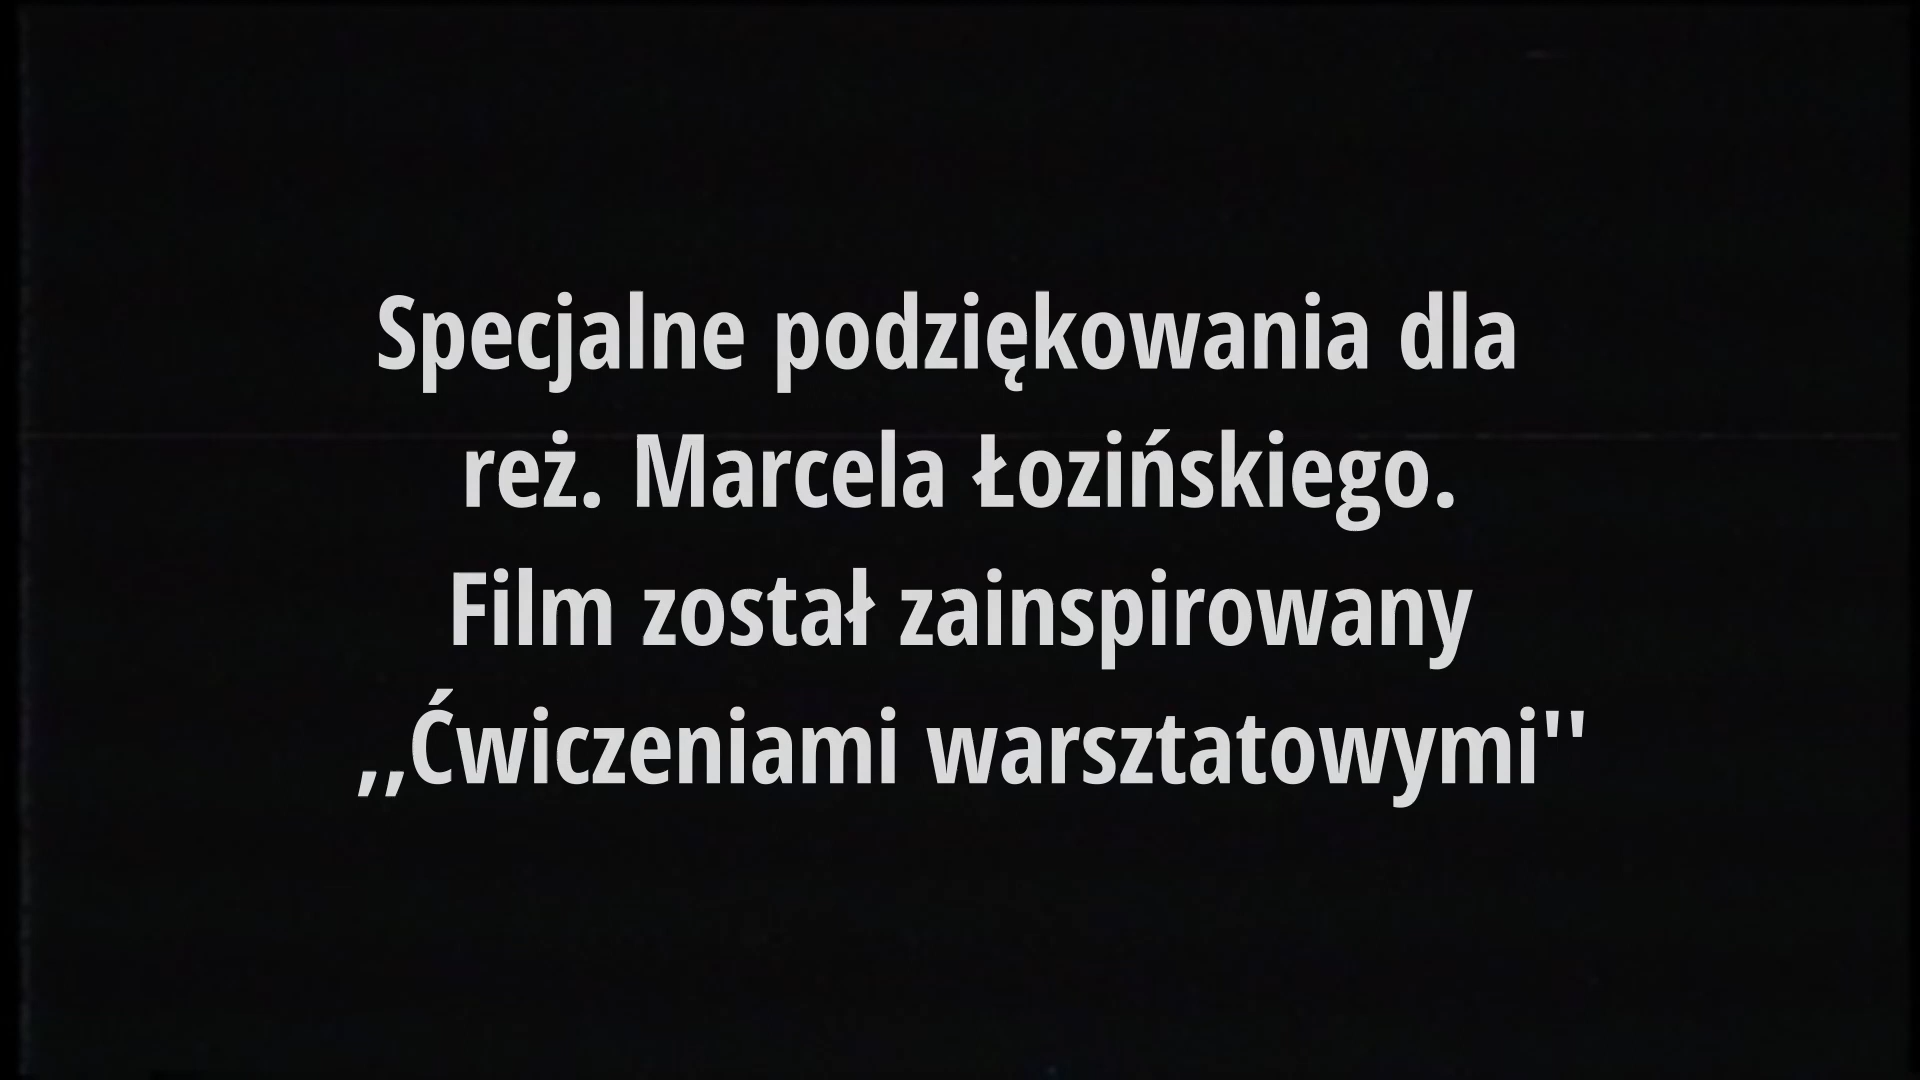 Specjalne podziękowania dla
reż. Marcela Łozińskiego.
Film został zainspirowany
,,Ćwiczeniami warsztatowymi''